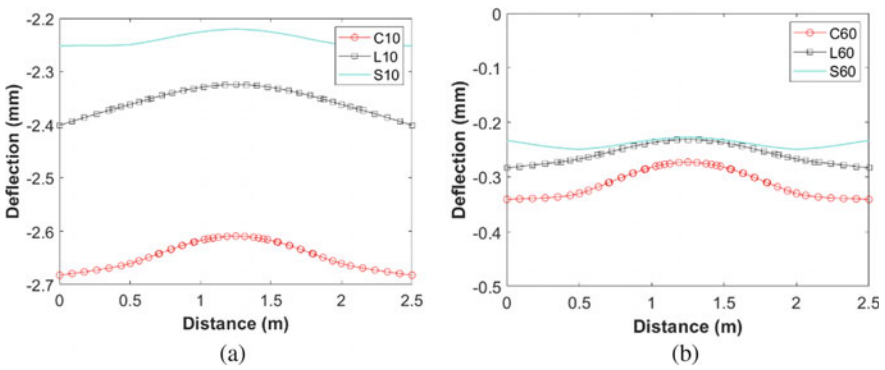 -2.2
-2.3
-2.4
-2.5
-2.6
-2.7
Deflection (mm)
C10
L10
S10
0 0.5 1 1.5 2 2.5
Distance (m)
(a)
0
-0.1
-0.2
-0.3
-0.4
-0.5
Deflection (mm)
C60
L60
S60
0 0.5 1 1.5 2 2.5
Distance (m)
(b)